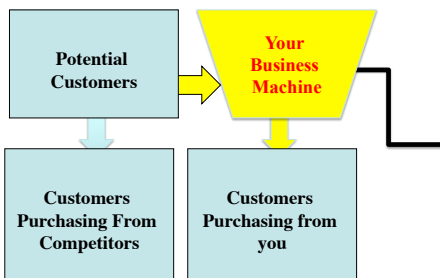 Potential
Customers
Your
Business
Machine
Customers
Purchasing From
Competitors
Customers
Purchasing from
you